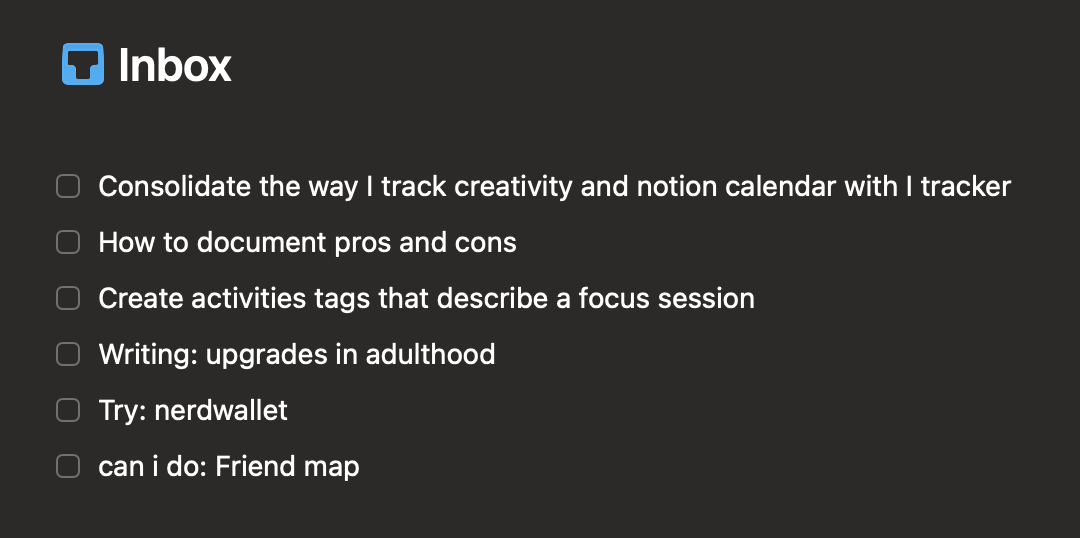 Inbox
Consolidate the way I track creativity and notion calendar with I tracker
How to document pros and cons
Create activities tags that describe a focus session
Writing: upgrades in adulthood
Try: nerdwallet
can i do: Friend map